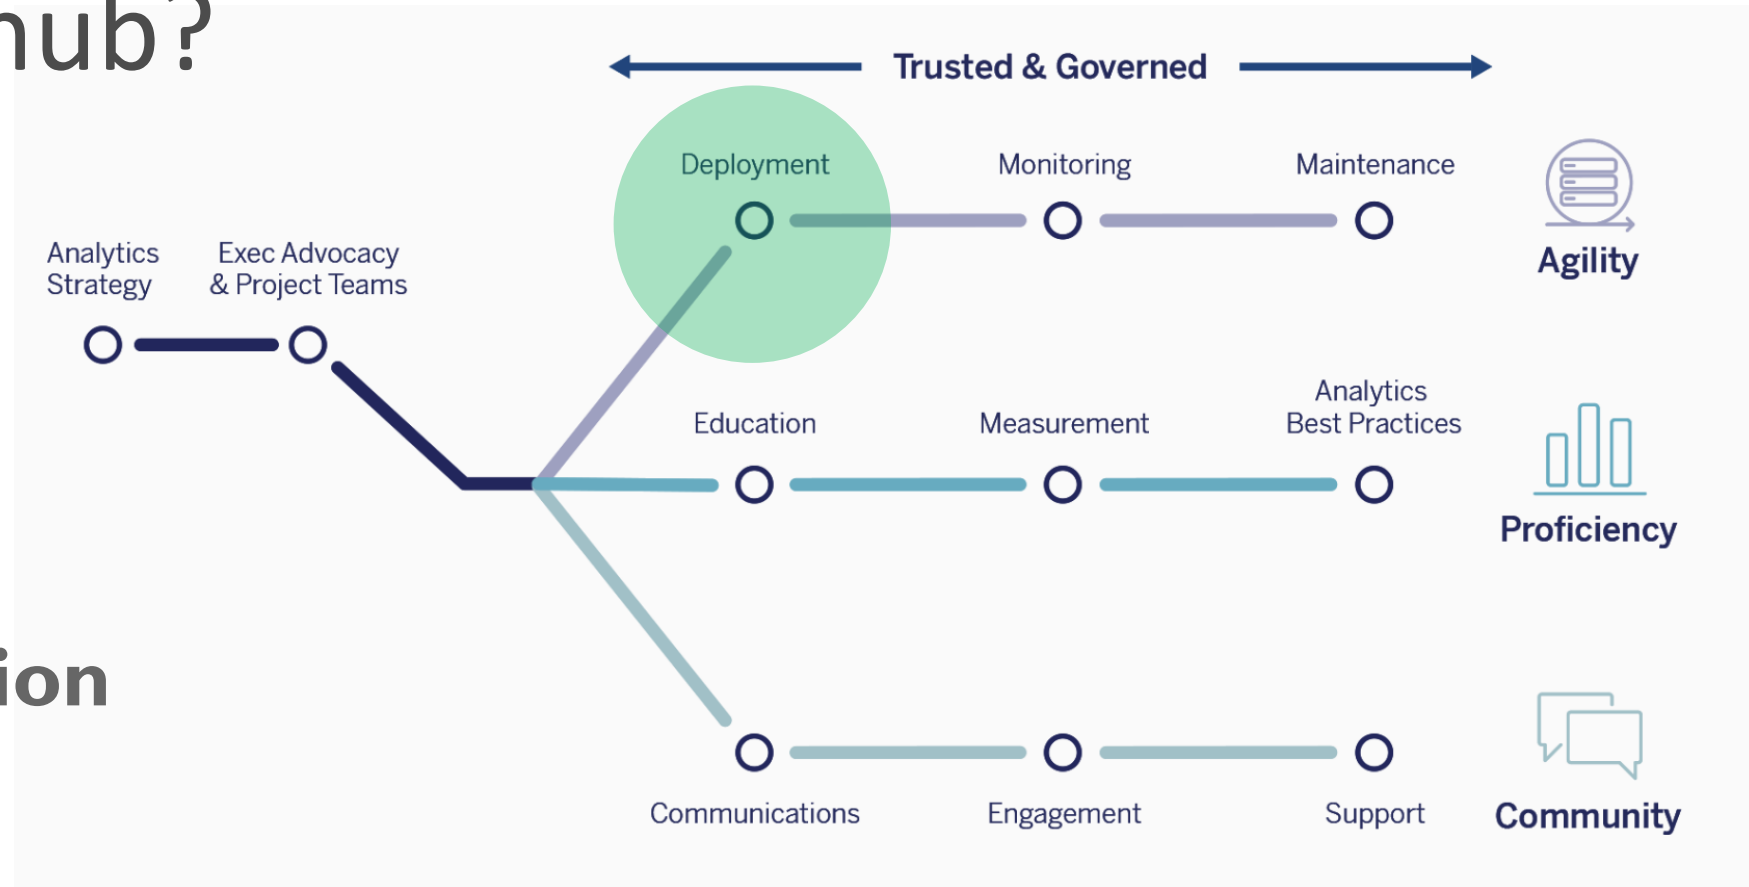 hub?
Trusted & Governed
Deployment
Monitoring
Maintenance
Agility
Analytics
Strategy
Exec Advocacy
& Project Teams
Education
Measurement
Analytics
Best Practices
Proficiency
ion
Communications
Engagement
Support
Community